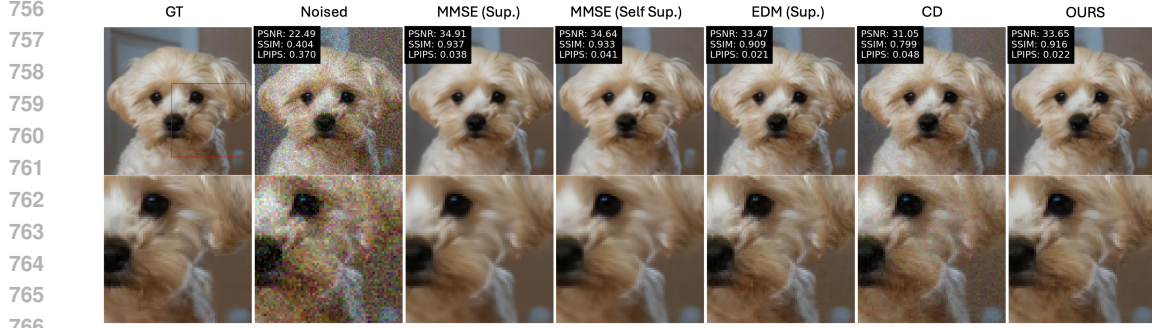 756
GT Noised MMSE (Sup.) MMSE (Self Sup.) EDM (Sup.) CD OURS
757
PSNR: 22.49 PSNR: 34.91 PSNR: 34.64 PSNR: 33.47 PSNR: 31.05 PSNR: 33.65
SSIM: 0.404 SSIM: 0.937 SSIM: 0.933 SSIM: 0.909 SSIM: 0.799 SSIM: 0.916
LPIPS: 0.370 LPIPS: 0.038 LPIPS: 0.041 LPIPS: 0.021 LPIPS: 0.048 LPIPS: 0.022
758
759
760
761
762
763
764
765
766